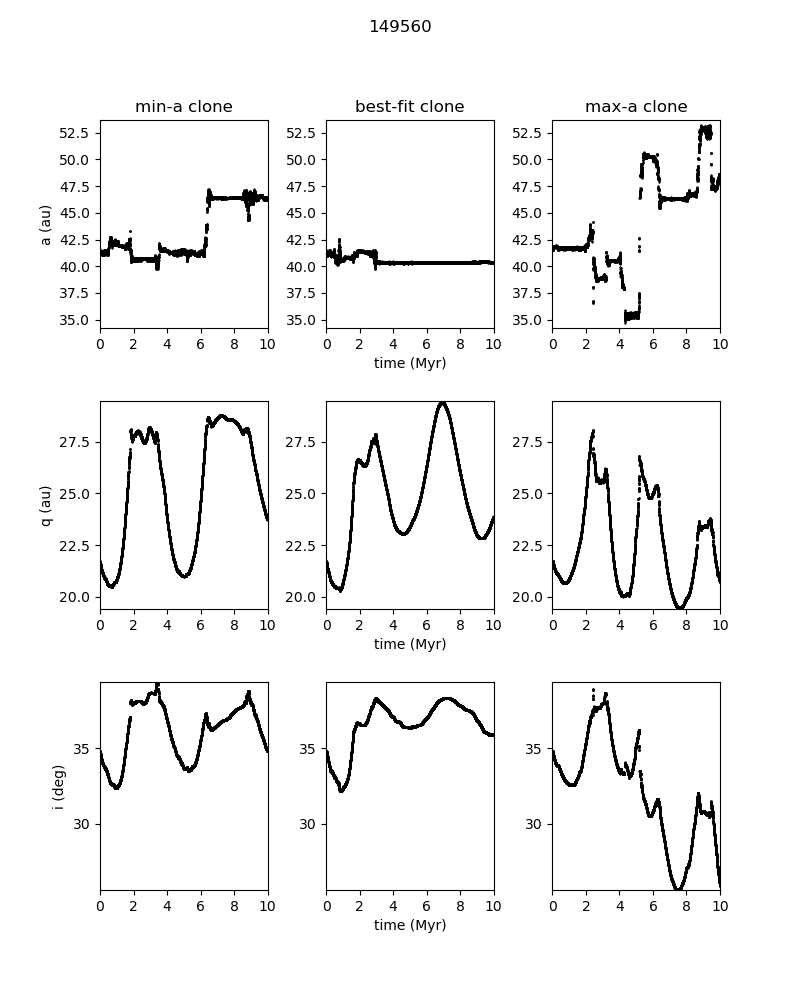 149560
min-a clone best-fit clone max-a clone
52.5 52.5 52.5
50.0 50.0 50.0
47.5 47.5 47.5
45.0 45.0 45.0
a (au)
42.5 42.5 42.5
40.0 40.0 40.0
37.5 37.5 37.5
35.0 35.0 35.0
0 2 4 6 8 10 0 2 4 6 8 10 0 2 4 6 8 10
time (Myr) time (Myr)
27.5 27.5 27.5
25.0 25.0 25.0
q (au)
22.5 22.5 22.5
20.0 20.0 20.0
0 2 4 6 8 10 0 2 4 6 8 10 0 2 4 6 8 10
time (Myr) time (Myr)
35 35 35
i (deg)
30 30 30
0 2 4 6 8 10 0 2 4 6 8 10 0 2 4 6 8 10
time (Myr)